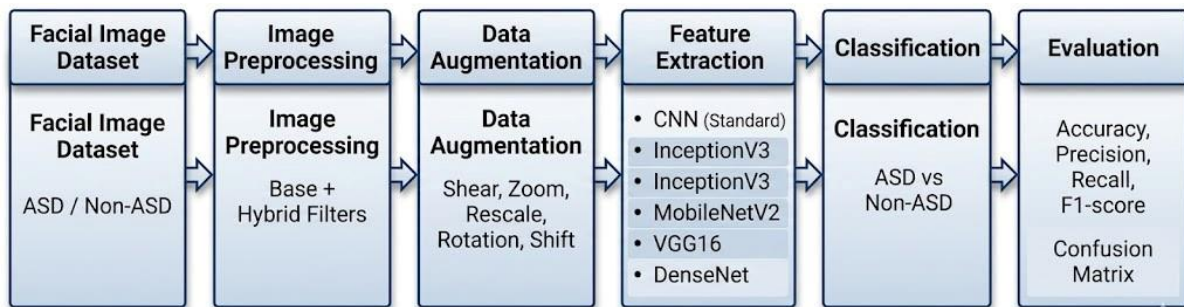 Facial Image
Dataset
Image
Preprocessing
Data
Augmentation
Feature
Extraction
Classification
Evaluation
Facial Image
Dataset
ASD / Non-ASD
Image
Preprocessing
Base +
Hybrid Filters
Data
Augmentation
Shear, Zoom,
Rescale,
Rotation, Shift
• CNN (Standard)
• InceptionV3
• InceptionV3
• MobileNetV2
• VGG16
• DenseNet
Classification
ASD vs
Non-ASD
Accuracy,
Precision,
Recall,
F1-score
Confusion
Matrix